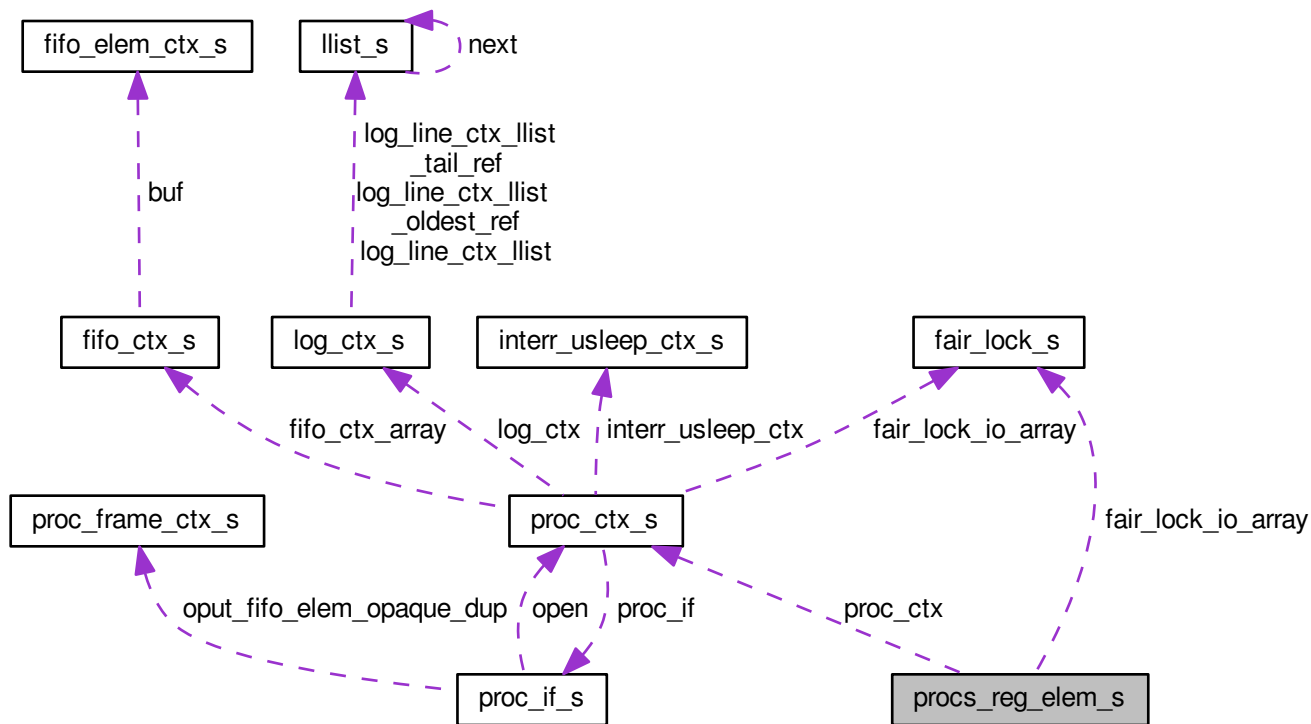 fifo_elem_ctx_s
llist_s
next
log_line_ctx_llist
_tail_ref
log_line_ctx_llist
_oldest_ref
log_line_ctx_llist
buf
fifo_ctx_s
log_ctx_s
interr_usleep_ctx_s
fair_lock_s
fifo_ctx_array
log_ctx
interr_usleep_ctx
fair_lock_io_array
proc_frame_ctx_s
proc_ctx_s
fair_lock_io_array
oput_fifo_elem_opaque_dup
open
proc_if
proc_ctx
proc_if_s
procs_reg_elem_s